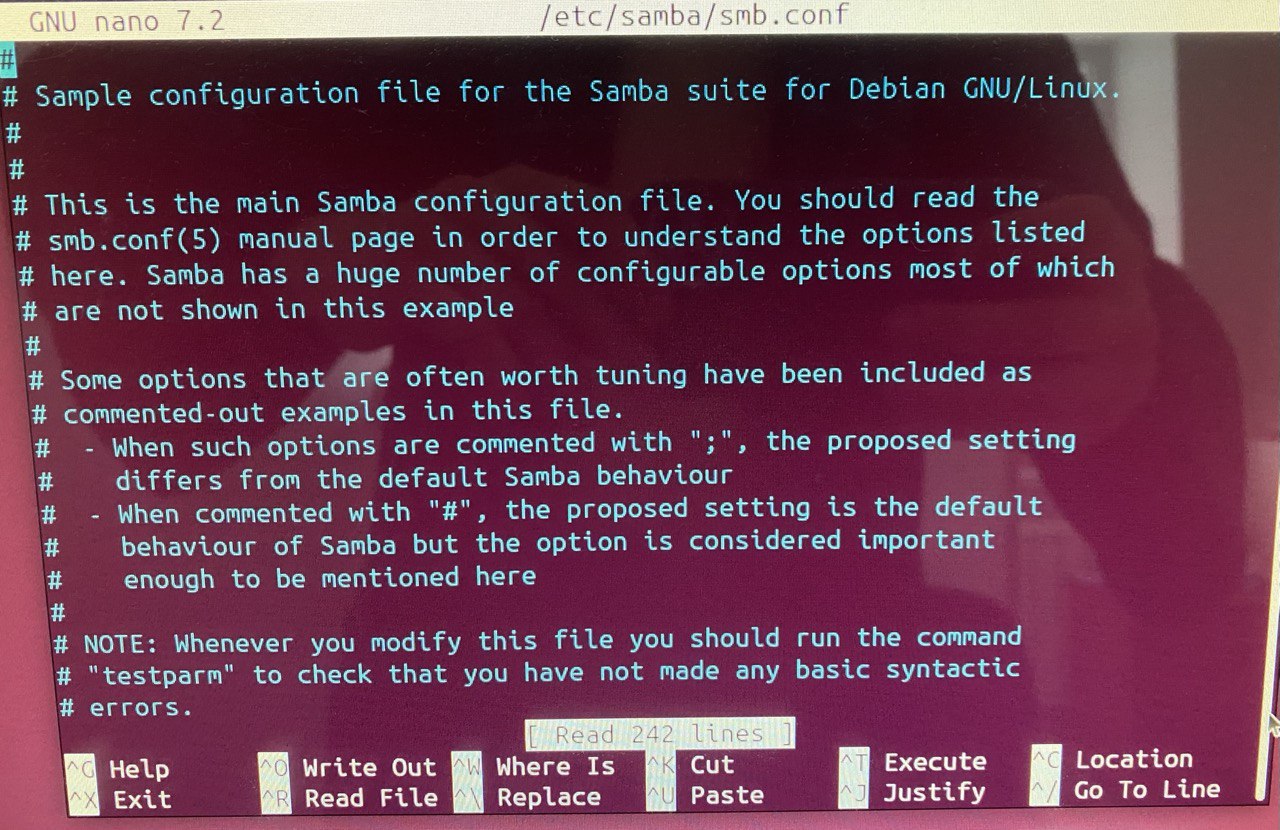 GNU nano 7.2 /etc/samba/smb.conf
#
# Sample configuration file for the Samba suite for Debian GNU/Linux.
#
#
# This is the main Samba configuration file. You should read the
# smb.conf(5) manual page in order to understand the options listed
# here. Samba has a huge number of configurable options most of which
# are not shown in this example
#
# Some options that are often worth tuning have been included as
# commented-out examples in this file.
#  - When such options are commented with ";", the proposed setting
#    differs from the default Samba behaviour
#  - When commented with "#", the proposed setting is the default
#    behaviour of Samba but the option is considered important
#    enough to be mentioned here
#
# NOTE: Whenever you modify this file you should run the command
# "testparm" to check that you have not made any basic syntactic
# errors.
[ Read 242 lines ]
^G Help ^O Write Out ^W Where Is ^K Cut ^T Execute ^C Location
^X Exit ^R Read File ^\ Replace ^U Paste ^J Justify ^/ Go To Line